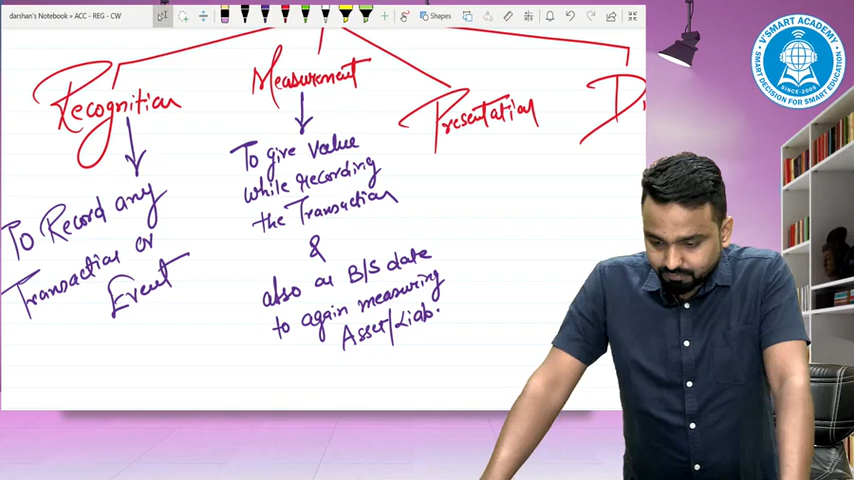 darshan's Notebook » ACC - REG - CW
Shapes
V'SMART ACADEMY
SMART DECISION FOR SMART EDUCATION
SINCE-2005
Recognition
Measurement
Presentation
D
To Record any
Transaction or
Event
To give value
while recording
the Transaction
&
also on B/S date
to again measuring
Asset/Liab.